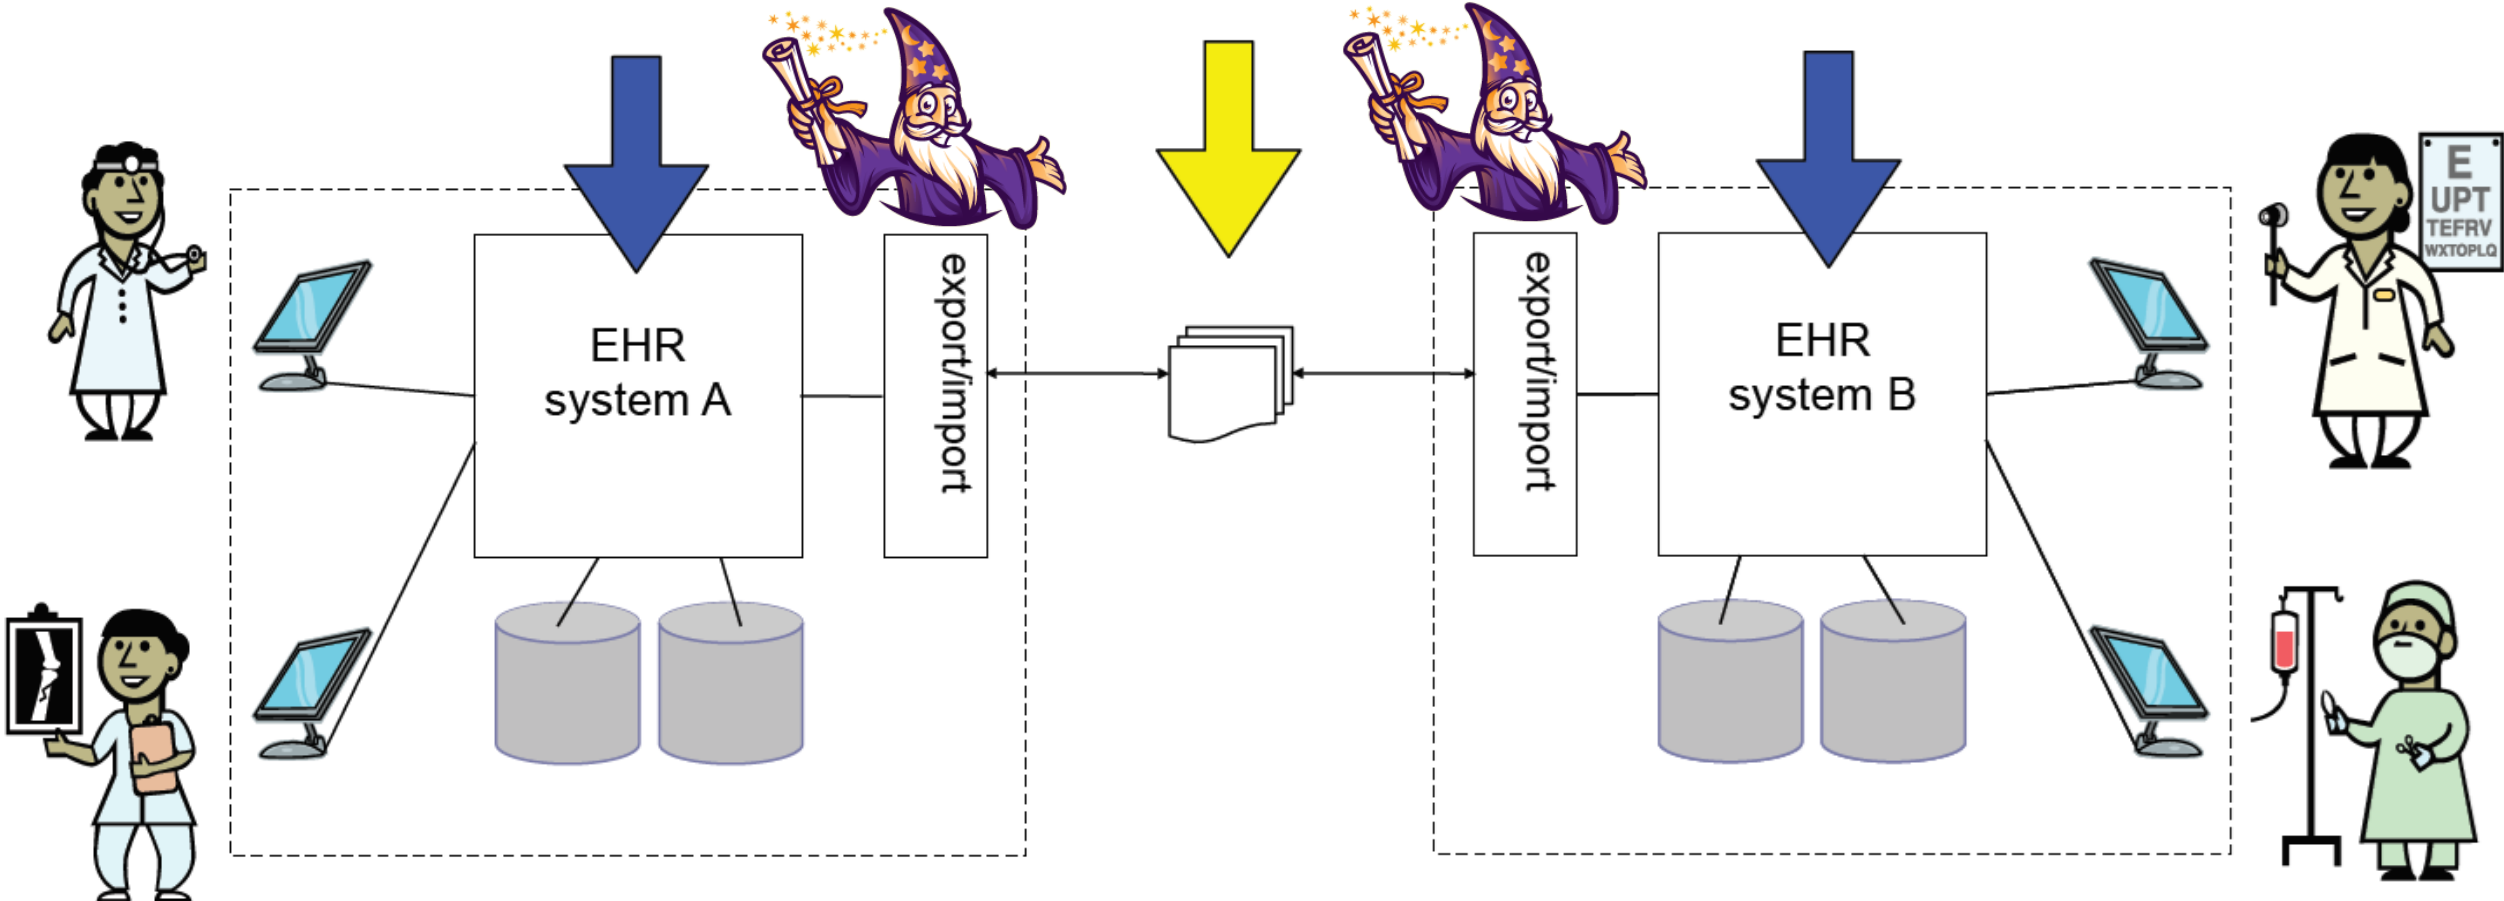 EHR
system A
export/import
export/import
EHR
system B
E
UPT
TEFRV
WXTOPLQ